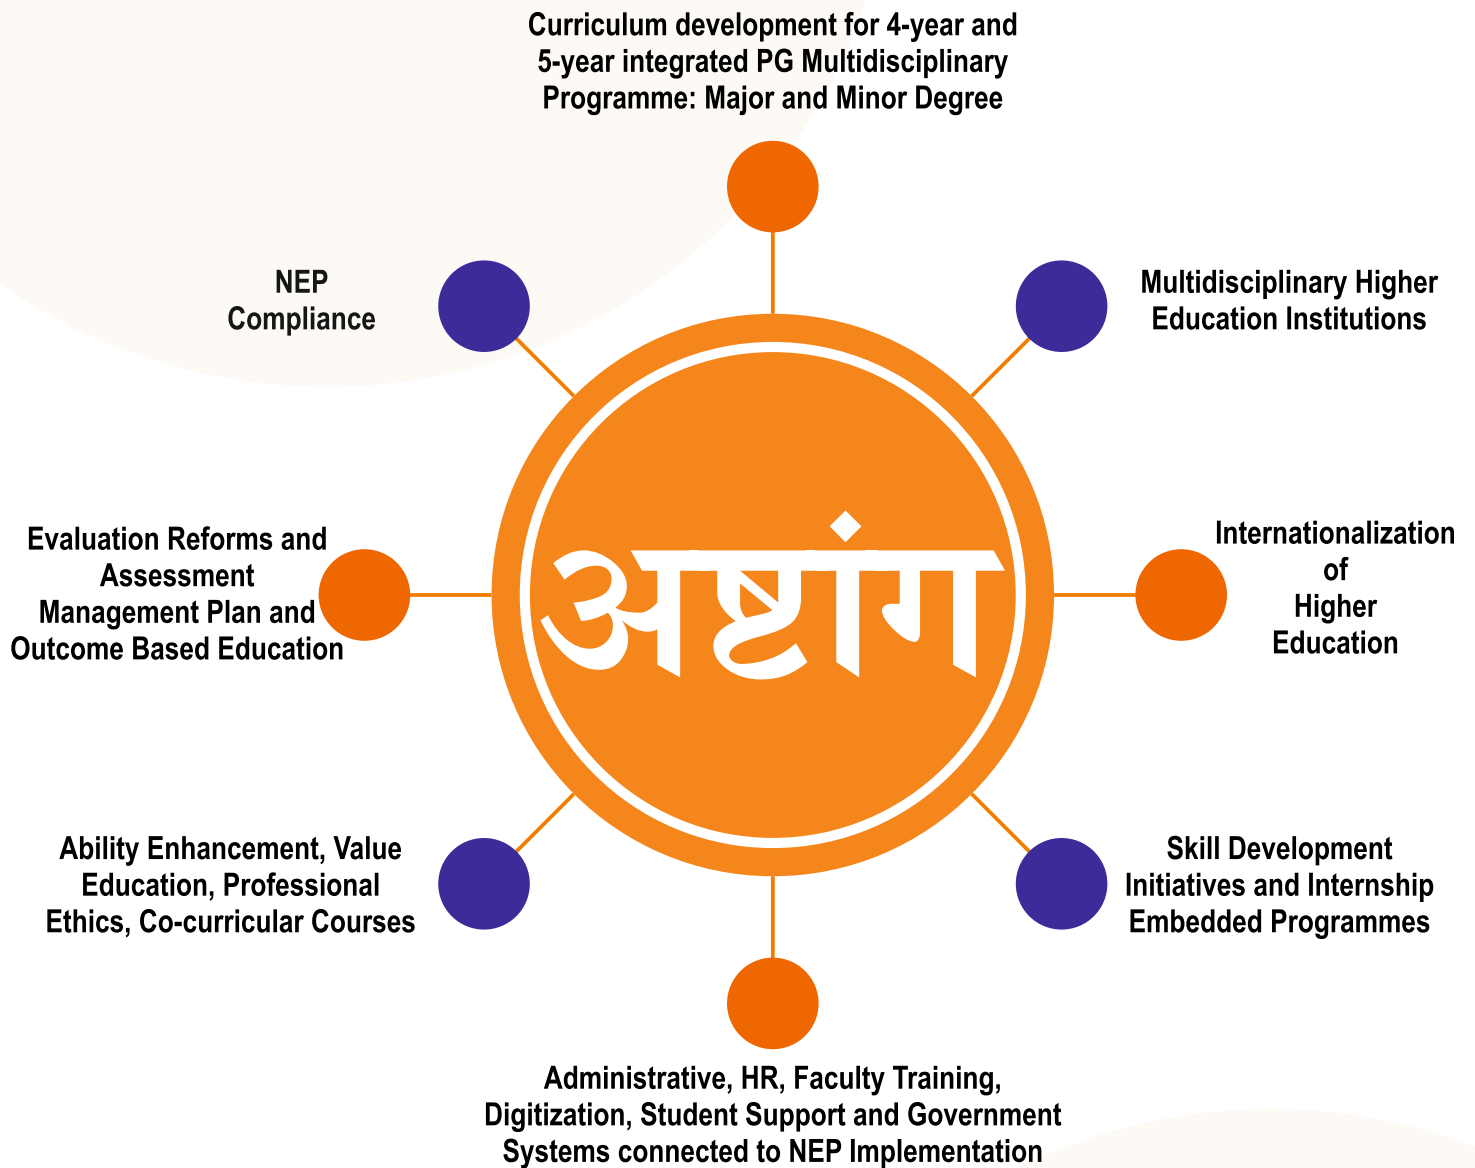 Curriculum development for 4-year and
5-year integrated PG Multidisciplinary
Programme: Major and Minor Degree
NEP
Compliance
Multidisciplinary Higher
Education Institutions
Evaluation Reforms and
Assessment
Management Plan and
Outcome Based Education
अष्टांग
Internationalization
of
Higher
Education
Ability Enhancement, Value
Education, Professional
Ethics, Co-curricular Courses
Skill Development
Initiatives and Internship
Embedded Programmes
Administrative, HR, Faculty Training,
Digitization, Student Support and Government
Systems connected to NEP Implementation